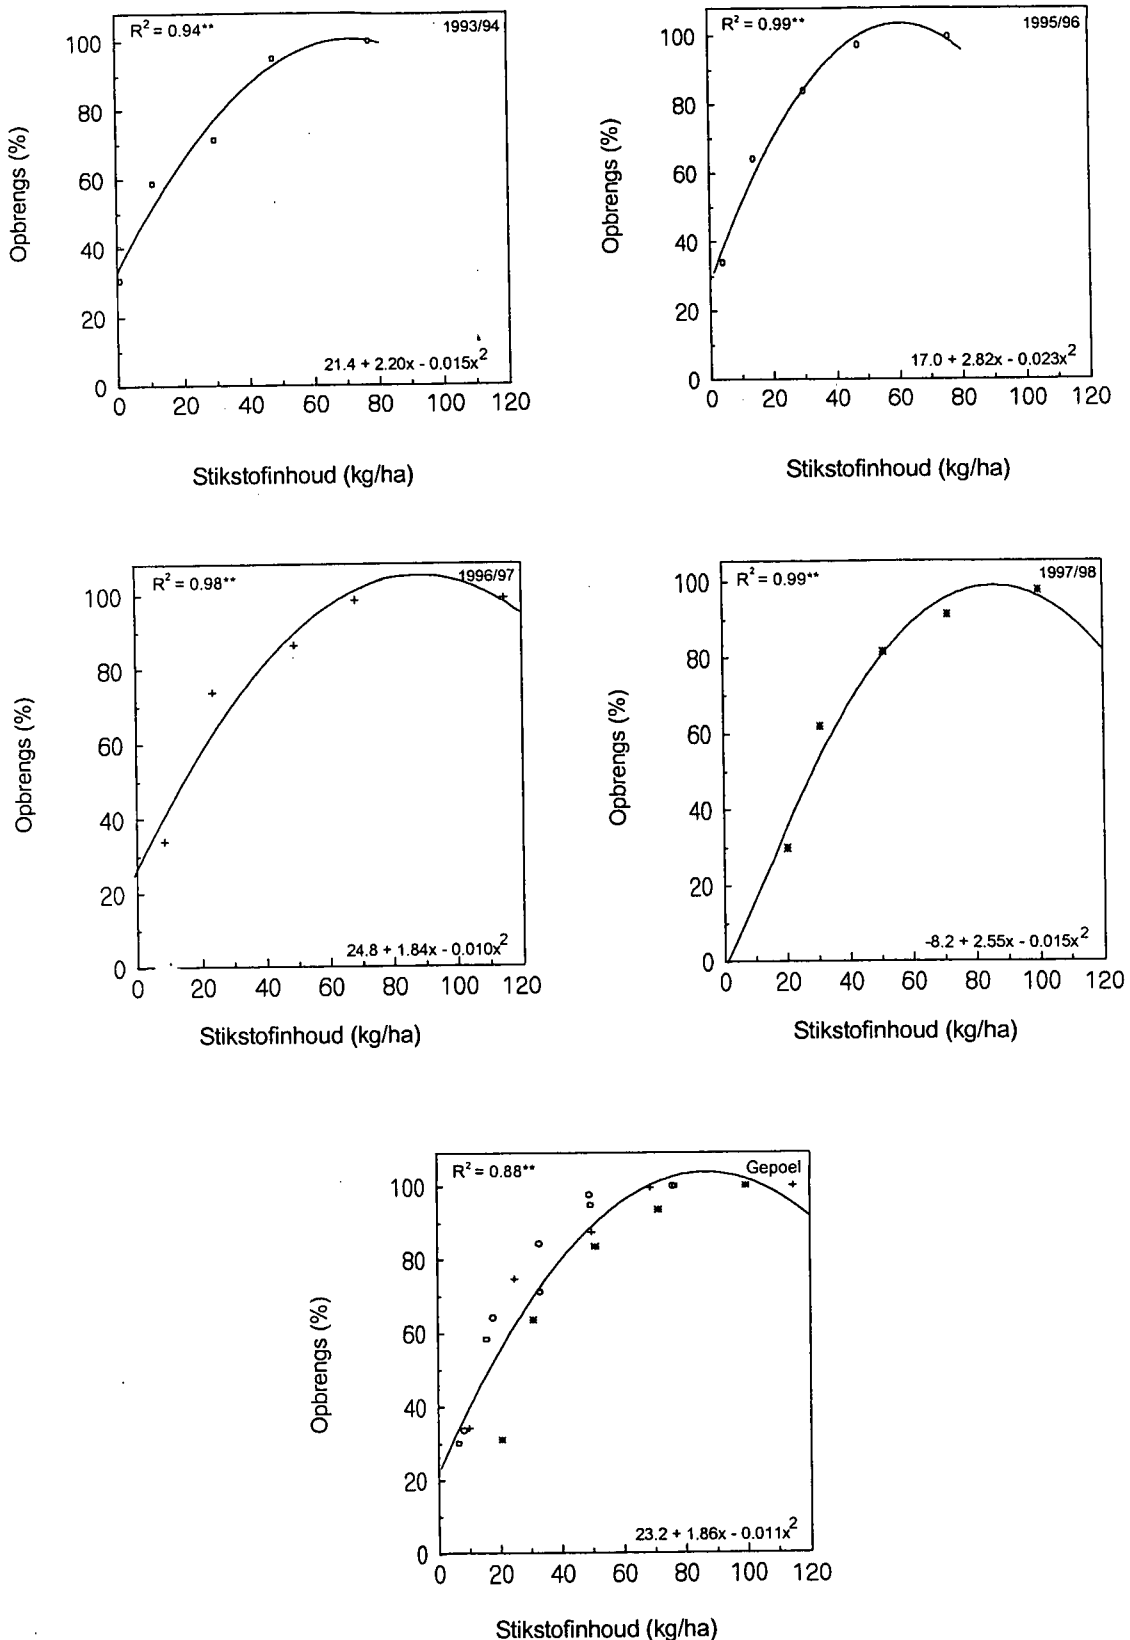 R² = 0.94** 1993/94
100
80
60
40
20
0
Opbrengs (%)
21.4 + 2.20x - 0.015x²
0 20 40 60 80 100 120
Stikstofinhoud (kg/ha)
R² = 0.99** 1995/96
100
80
60
40
20
0
Opbrengs (%)
17.0 + 2.82x - 0.023x²
0 20 40 60 80 100 120
Stikstofinhoud (kg/ha)
R² = 0.98** 1996/97
100
80
60
40
20
0
Opbrengs (%)
24.8 + 1.84x - 0.010x²
0 20 40 60 80 100 120
Stikstofinhoud (kg/ha)
R² = 0.99** 1997/98
100
80
60
40
20
0
Opbrengs (%)
-8.2 + 2.55x - 0.015x²
0 20 40 60 80 100 120
Stikstofinhoud (kg/ha)
R² = 0.88** Gepoel
100
80
60
40
20
0
Opbrengs (%)
23.2 + 1.86x - 0.011x²
0 20 40 60 80 100 120
Stikstofinhoud (kg/ha)